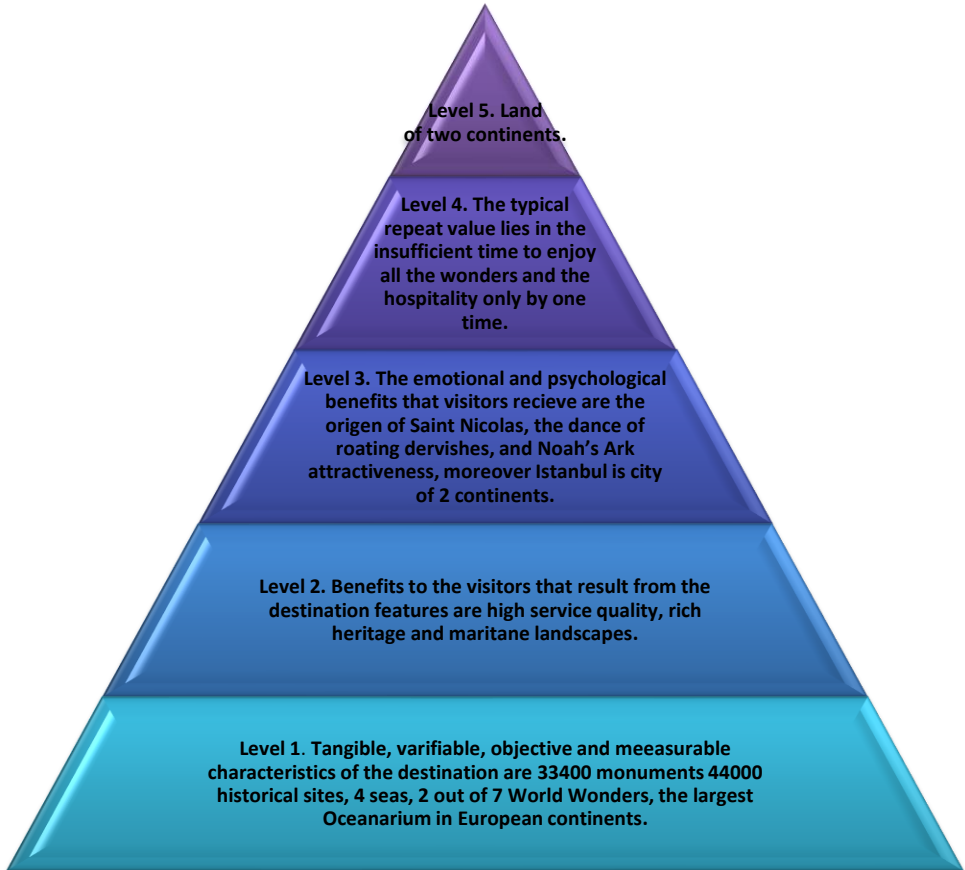 Level 5. Land
of two continents.
Level 4. The typical
repeat value lies in the
insufficient time to enjoy
all the wonders and the
hospitality only by one
time.
Level 3. The emotional and psychological
benefits that visitors recieve are the
origen of Saint Nicolas, the dance of
roating dervishes, and Noah’s Ark
attractiveness, moreover Istanbul is city
of 2 continents.
Level 2. Benefits to the visitors that result from the
destination features are high service quality, rich
heritage and maritane landscapes.
Level 1. Tangible, varifiable, objective and meeasurable
characteristics of the destination are 33400 monuments 44000
historical sites, 4 seas, 2 out of 7 World Wonders, the largest
Oceanarium in European continents.